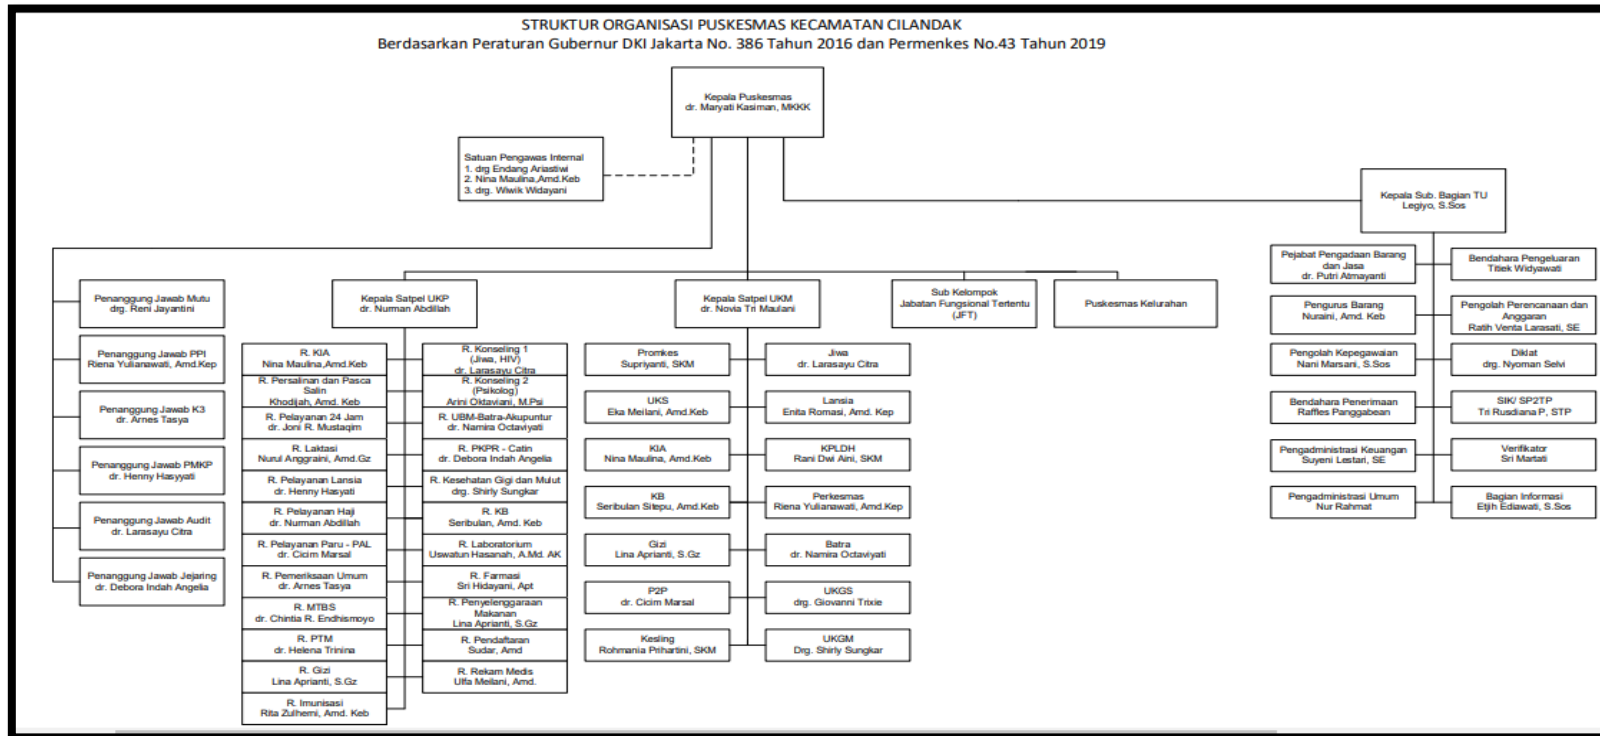 STRUKTUR ORGANISASI PUSKESMAS KECAMATAN CILANDAK
Berdasarkan Peraturan Gubernur DKI Jakarta No. 386 Tahun 2016 dan Permenkes No.43 Tahun 2019
Kepala Puskesmas
dr. Maryati Kasiman, MKKK
Satuan Pengawas Internal
1. drg Endang Ariastiwi
2. Nina Maulina,Amd.Keb
3. drg. Wiwik Widayani
Kepala Sub. Bagian TU
Legiyo, S.Sos
Penanggung Jawab Mutu
drg. Reni Jayantini
Penanggung Jawab PPI
Riena Yulianawati, Amd.Kep
Penanggung Jawab K3
dr. Arnes Tasya
Penanggung Jawab PMKP
dr. Henny Hasyyati
Penanggung Jawab Audit
dr. Larasayu Citra
Penanggung Jawab Jejaring
dr. Debora Indah Angelia
Kepala Satpel UKP
dr. Nurman Abdillah
R. KIA
Nina Maulina,Amd.Keb
R. Persalinan dan Pasca
Salin
Khodijah, Amd. Keb
R. Pelayanan 24 Jam
dr. Joni R. Mustaqim
R. Laktasi
Nurul Anggraini, Amd.Gz
R. Pelayanan Lansia
dr. Henny Hasyati
R. Pelayanan Haji
dr. Nurman Abdillah
R. Pelayanan Paru - PAL
dr. Cicim Marsal
R. Pemeriksaan Umum
dr. Arnes Tasya
R. MTBS
dr. Chintia R. Endhismoyo
R. PTM
dr. Helena Trinina
R. Gizi
Lina Aprianti, S.Gz
R. Imunisasi
Rita Zulhemi, Amd. Keb
R. Konseling 1
(Jiwa, HIV)
dr. Larasayu Citra
R. Konseling 2
(Psikolog)
Arini Oktaviani, M.Psi
R. UBM-Batra-Akupuntur
dr. Namira Octaviyati
R. PKPR - Catin
dr. Debora Indah Angelia
R. Kesehatan Gigi dan Mulut
drg. Shirly Sungkar
R. KB
Seribulan, Amd. Keb
R. Laboratorium
Uswatun Hasanah, A.Md. AK
R. Farmasi
Sri Hidayani, Apt
R. Penyelenggaraan
Makanan
Lina Aprianti, S.Gz
R. Pendaftaran
Sudar, Amd
R. Rekam Medis
Ulfa Meilani, Amd.
Kepala Satpel UKM
dr. Novia Tri Maulani
Promkes
Supriyanti, SKM
UKS
Eka Meilani, Amd.Keb
KIA
Nina Maulina, Amd.Keb
KB
Seribulan Sitepu, Amd.Keb
Gizi
Lina Aprianti, S.Gz
P2P
dr. Cicim Marsal
Kesling
Rohmania Prihartini, SKM
Jiwa
dr. Larasayu Citra
Lansia
Enita Romasi, Amd. Kep
KPLDH
Rani Dwi Aini, SKM
Perkesmas
Riena Yulianawati, Amd.Kep
Batra
dr. Namira Octaviyati
UKGS
drg. Giovanni Trixie
UKGM
Drg. Shirly Sungkar
Sub Kelompok
Jabatan Fungsional Tertentu
(JFT)
Puskesmas Kelurahan
Pejabat Pengadaan Barang
dan Jasa
dr. Putri Atmayanti
Pengurus Barang
Nuraini, Amd. Keb
Pengolah Kepegawaian
Nani Marsani, S.Sos
Bendahara Penerimaan
Raffles Panggabean
Pengadministrasi Keuangan
Suyeni Lestari, SE
Pengadministrasi Umum
Nur Rahmat
Bendahara Pengeluaran
Titiek Widyawati
Pengolah Perencanaan dan
Anggaran
Ratih Venta Larasati, SE
Diklat
drg. Nyoman Selvi
SIK/ SP2TP
Tri Rusdiana P, STP
Verifikator
Sri Martati
Bagian Informasi
Etjih Ediawati, S.Sos